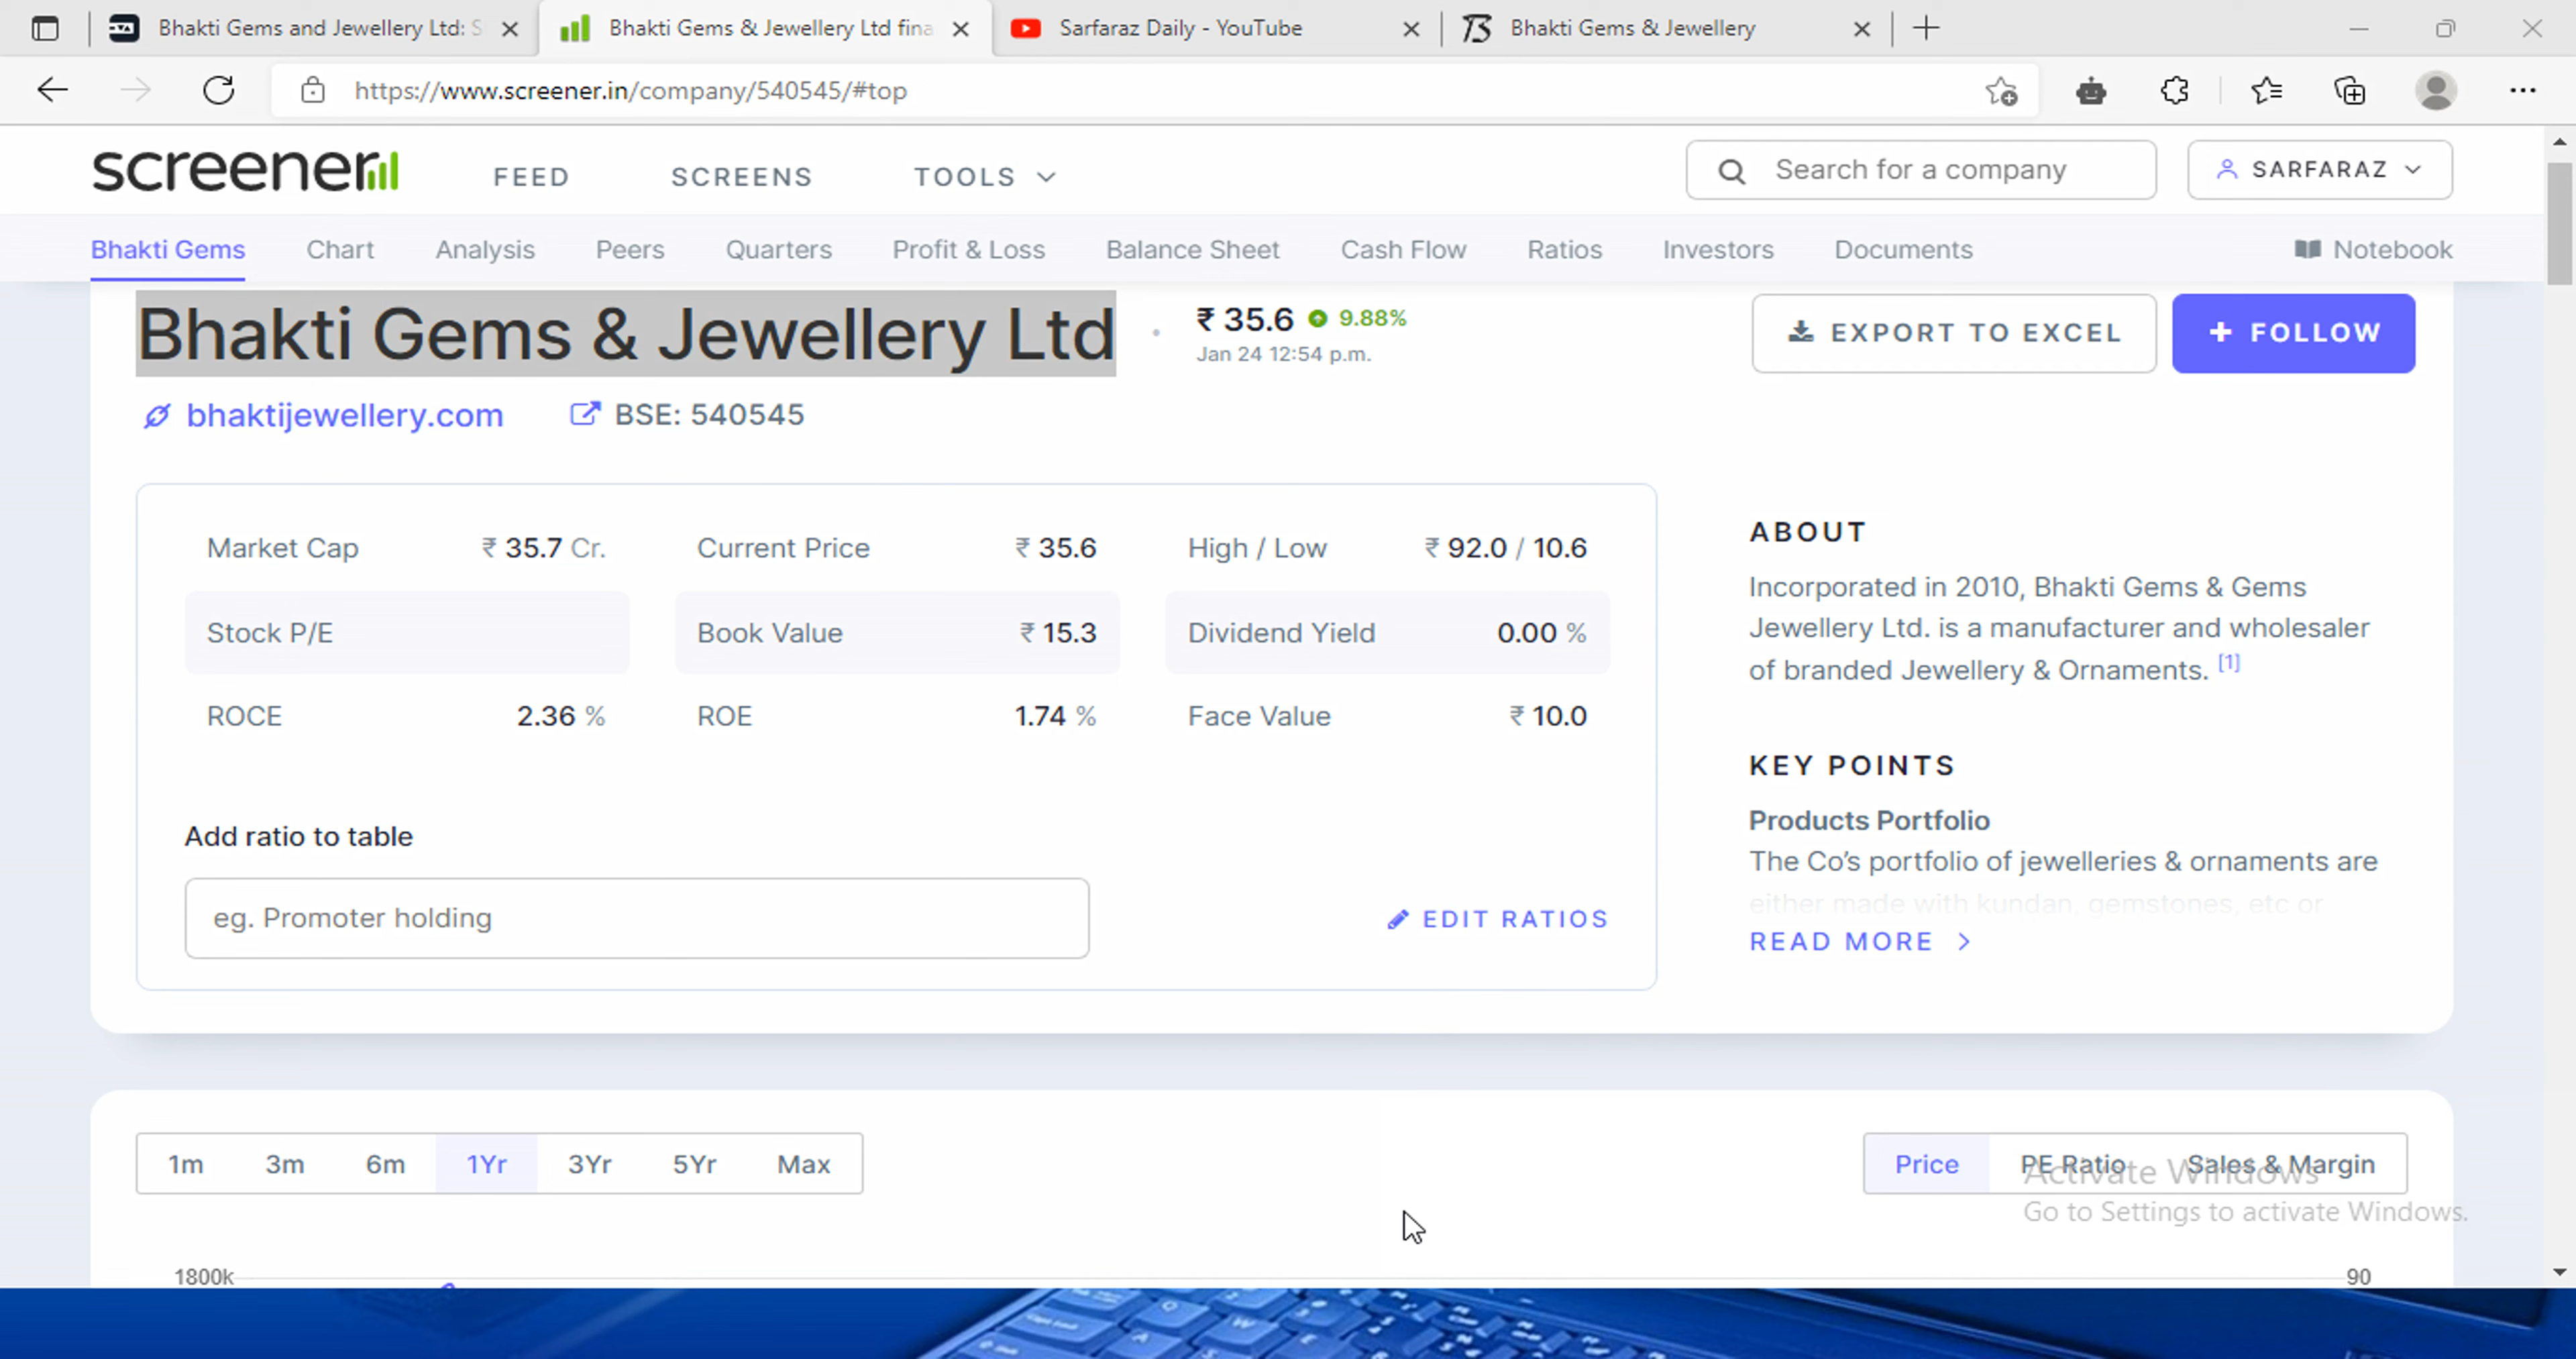 Bhakti Gems and Jewellery Ltd: S
Bhakti Gems & Jewellery Ltd fina
Sarfaraz Daily - YouTube
Bhakti Gems & Jewellery
https://www.screener.in/company/540545/#top
screener
FEED
SCREENS
TOOLS
Search for a company
SARFARAZ
Bhakti Gems
Chart
Analysis
Peers
Quarters
Profit & Loss
Balance Sheet
Cash Flow
Ratios
Investors
Documents
Notebook
Bhakti Gems & Jewellery Ltd
₹ 35.6 9.88%
Jan 24 12:54 p.m.
EXPORT TO EXCEL
+ FOLLOW
bhaktijewellery.com
BSE: 540545
Market Cap ₹ 35.7 Cr.
Current Price ₹ 35.6
High / Low ₹ 92.0 / 10.6
Stock P/E
Book Value ₹ 15.3
Dividend Yield 0.00 %
ROCE 2.36 %
ROE 1.74 %
Face Value ₹ 10.0
Add ratio to table
eg. Promoter holding
EDIT RATIOS
ABOUT
Incorporated in 2010, Bhakti Gems & Gems
Jewellery Ltd. is a manufacturer and wholesaler
of branded Jewellery & Ornaments. [1]
KEY POINTS
Products Portfolio
The Co's portfolio of jewelleries & ornaments are
either made with kundan, gemstones, etc or
READ MORE >
1m
3m
6m
1Yr
3Yr
5Yr
Max
Price
PE Ratio
Sales & Margin
Activate Windows
Go to Settings to activate Windows.
1800k
90